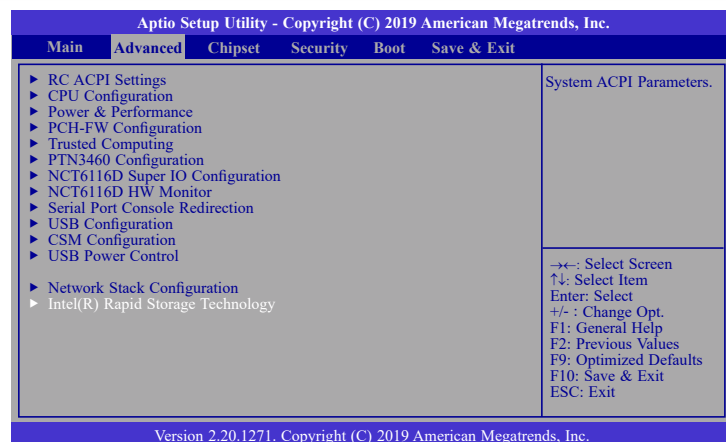 Aptio Setup Utility - Copyright (C) 2019 American Megatrends, Inc.
Main Advanced Chipset Security Boot Save & Exit
► RC ACPI Settings
► CPU Configuration
► Power & Performance
► PCH-FW Configuration
► Trusted Computing
► PTN3460 Configuration
► NCT6116D Super IO Configuration
► NCT6116D HW Monitor
► Serial Port Console Redirection
► USB Configuration
► CSM Configuration
► USB Power Control
► Network Stack Configuration
► Intel(R) Rapid Storage Technology
System ACPI Parameters.
→←: Select Screen
↑↓: Select Item
Enter: Select
+/- : Change Opt.
F1: General Help
F2: Previous Values
F9: Optimized Defaults
F10: Save & Exit
ESC: Exit
Version 2.20.1271. Copyright (C) 2019 American Megatrends, Inc.